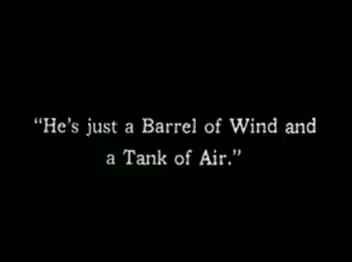 “He's just a Barrel of Wind and
a Tank of Air.”